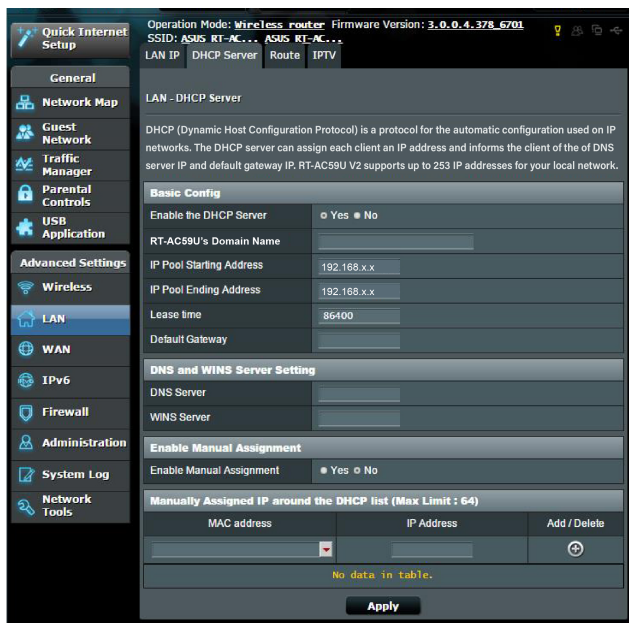 Quick Internet
Setup
General
Network Map
Guest
Network
Traffic
Manager
Parental
Controls
USB
Application
Advanced Settings
Wireless
LAN
WAN
IPv6
Firewall
Administration
System Log
Network
Tools
Operation Mode: Wireless router Firmware Version: 3.0.0.4.378_6701
SSID: ASUS RT-AC... ASUS RT-AC...
LAN IP DHCP Server Route IPTV
LAN - DHCP Server
DHCP (Dynamic Host Configuration Protocol) is a protocol for the automatic configuration used on IP
networks. The DHCP server can assign each client an IP address and informs the client of the of DNS
server IP and default gateway IP. RT-AC59U V2 supports up to 253 IP addresses for your local network.
Basic Config
Enable the DHCP Server Yes No
RT-AC59U's Domain Name
IP Pool Starting Address 192.168.x.x
IP Pool Ending Address 192.168.x.x
Lease time 86400
Default Gateway
DNS and WINS Server Setting
DNS Server
WINS Server
Enable Manual Assignment
Enable Manual Assignment Yes No
Manually Assigned IP around the DHCP list (Max Limit : 64)
MAC address IP Address Add / Delete
No data in table.
Apply